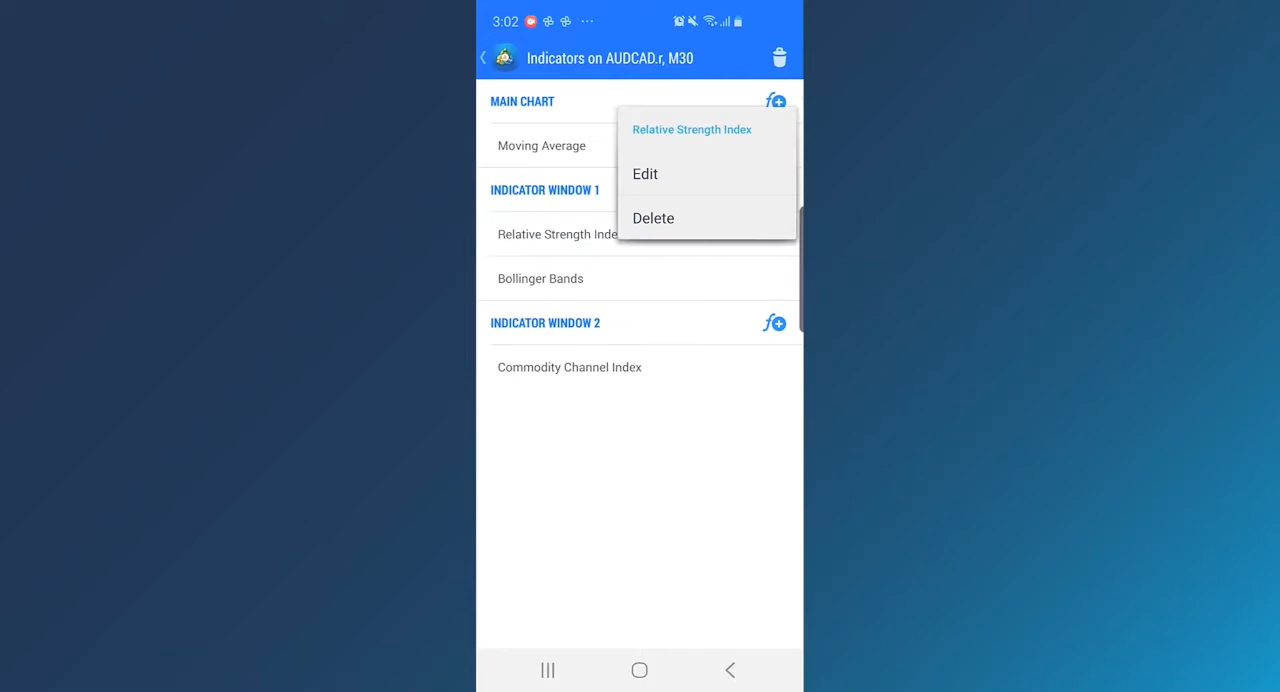 3:02
Indicators on AUDCAD.r, M30
MAIN CHART
Relative Strength Index
Moving Average
Edit
INDICATOR WINDOW 1
Delete
Relative Strength Inde
Bollinger Bands
INDICATOR WINDOW 2
Commodity Channel Index